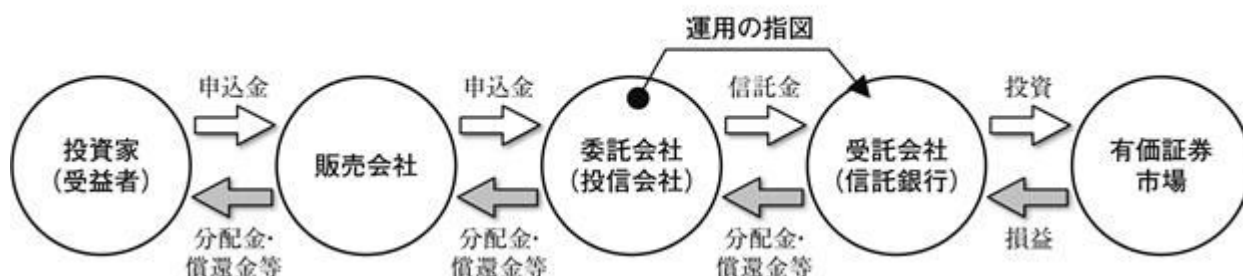 運用の指図
申込金
申込金
信託金
投資
投資家
(受益者)
販売会社
委託会社
(投信会社)
受託会社
(信託銀行)
有価証券
市場
分配金・
償還金等
分配金・
償還金等
分配金・
償還金等
損益